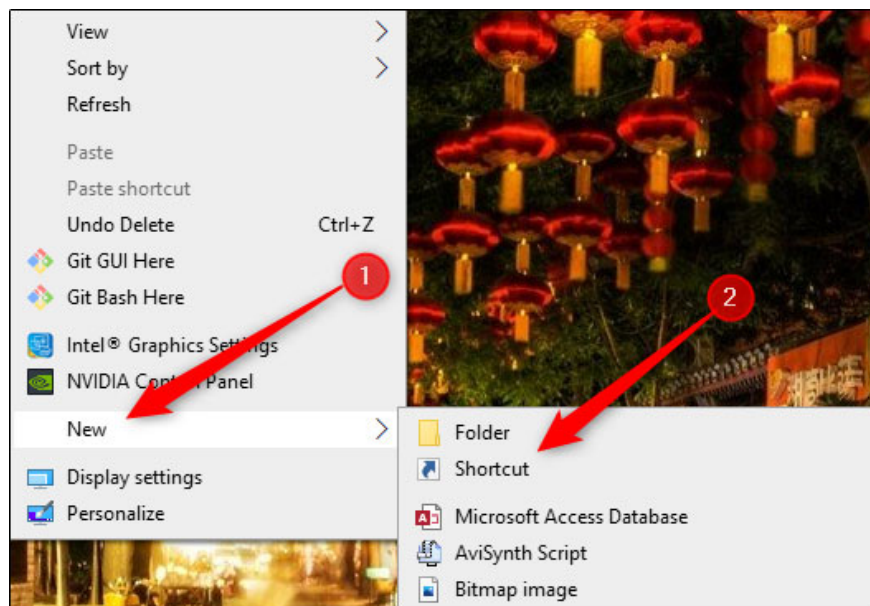 View
Sort by
Refresh
Paste
Paste shortcut
Undo Delete Ctrl+Z
Git GUI Here
Git Bash Here
1
2
Intel® Graphics Settings
NVIDIA Control Panel
New
Folder
Shortcut
Display settings
Personalize
Microsoft Access Database
AviSynth Script
Bitmap image